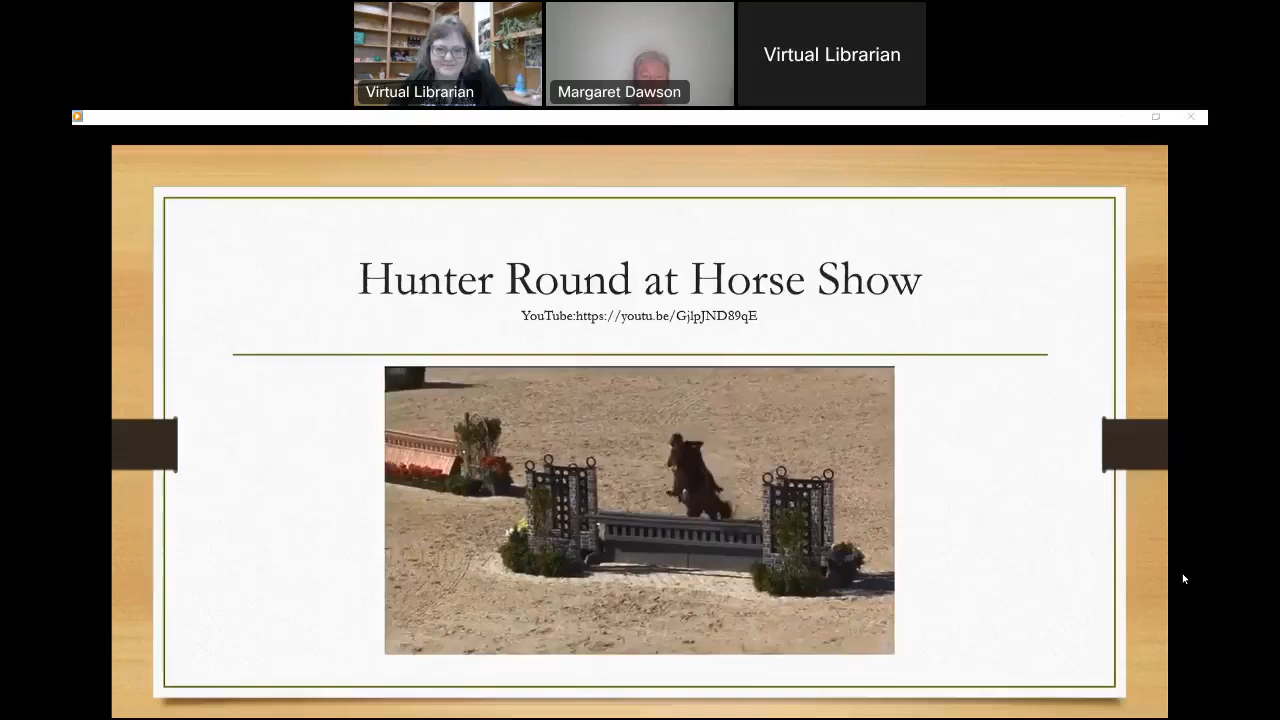 Virtual Librarian
Margaret Dawson
Virtual Librarian
Hunter Round at Horse Show
YouTube:https://youtu.be/GjlpJND89qE